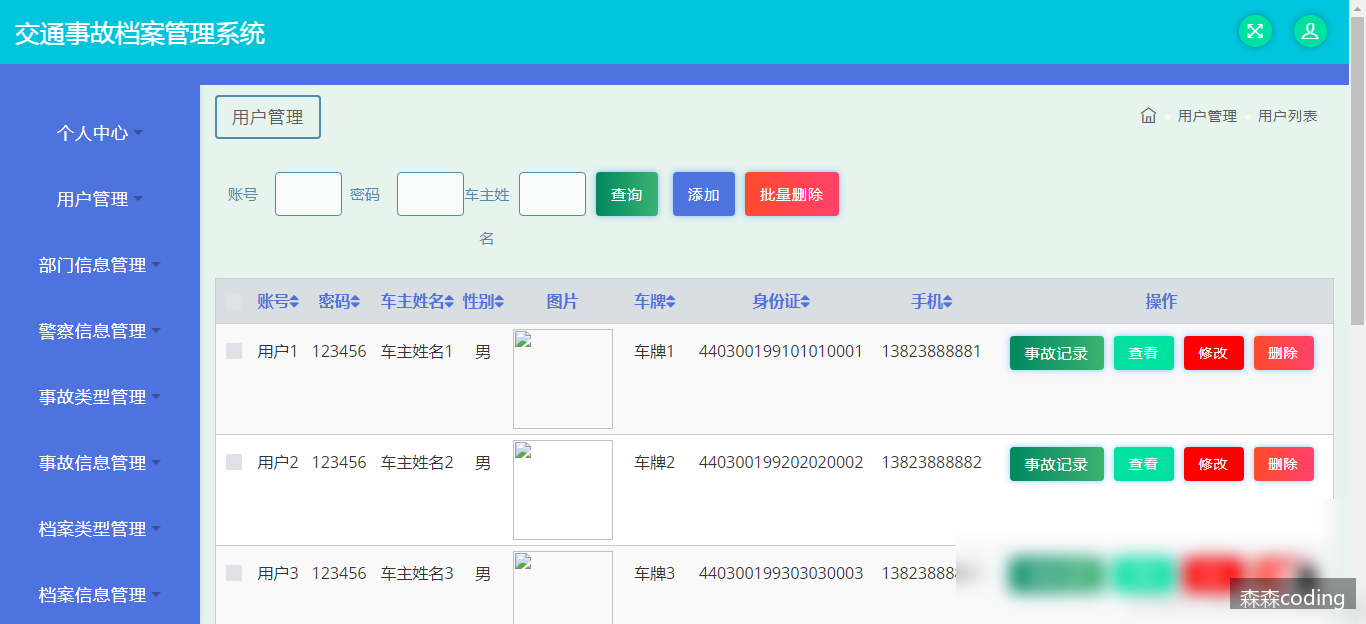 交通事故档案管理系统
个人中心
用户管理
部门信息管理
警察信息管理
事故类型管理
事故信息管理
档案类型管理
档案信息管理
用户管理
用户管理 用户列表
账号 密码 车主姓名 查询 添加 批量删除
账号 密码 车主姓名 性别 图片 车牌 身份证 手机 操作
用户1 123456 车主姓名1 男 车牌1 440300199101010001 13823888881 事故记录 查看 修改 删除
用户2 123456 车主姓名2 男 车牌2 440300199202020002 13823888882 事故记录 查看 修改 删除
用户3 123456 车主姓名3 男 车牌3 440300199303030003 138238888
森森coding